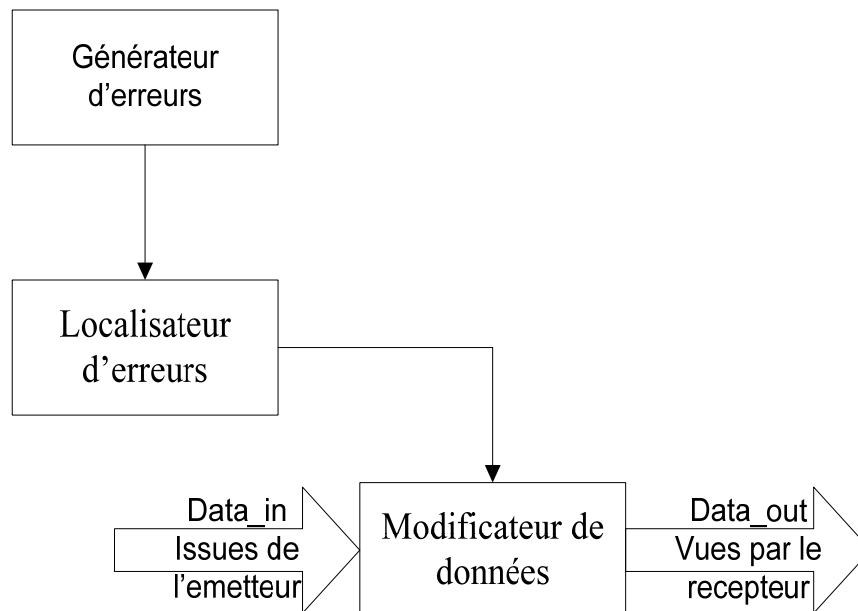 Générateur
d'erreurs
Localisateur
d'erreurs
Data_in
Issues de
l'emetteur
Modificateur de
données
Data_out
Vues par le
recepteur